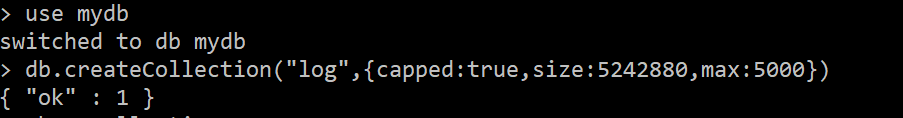 > use mydb
switched to db mydb
> db.createCollection("log",{capped:true,size:5242880,max:5000})
{ "ok" : 1 }